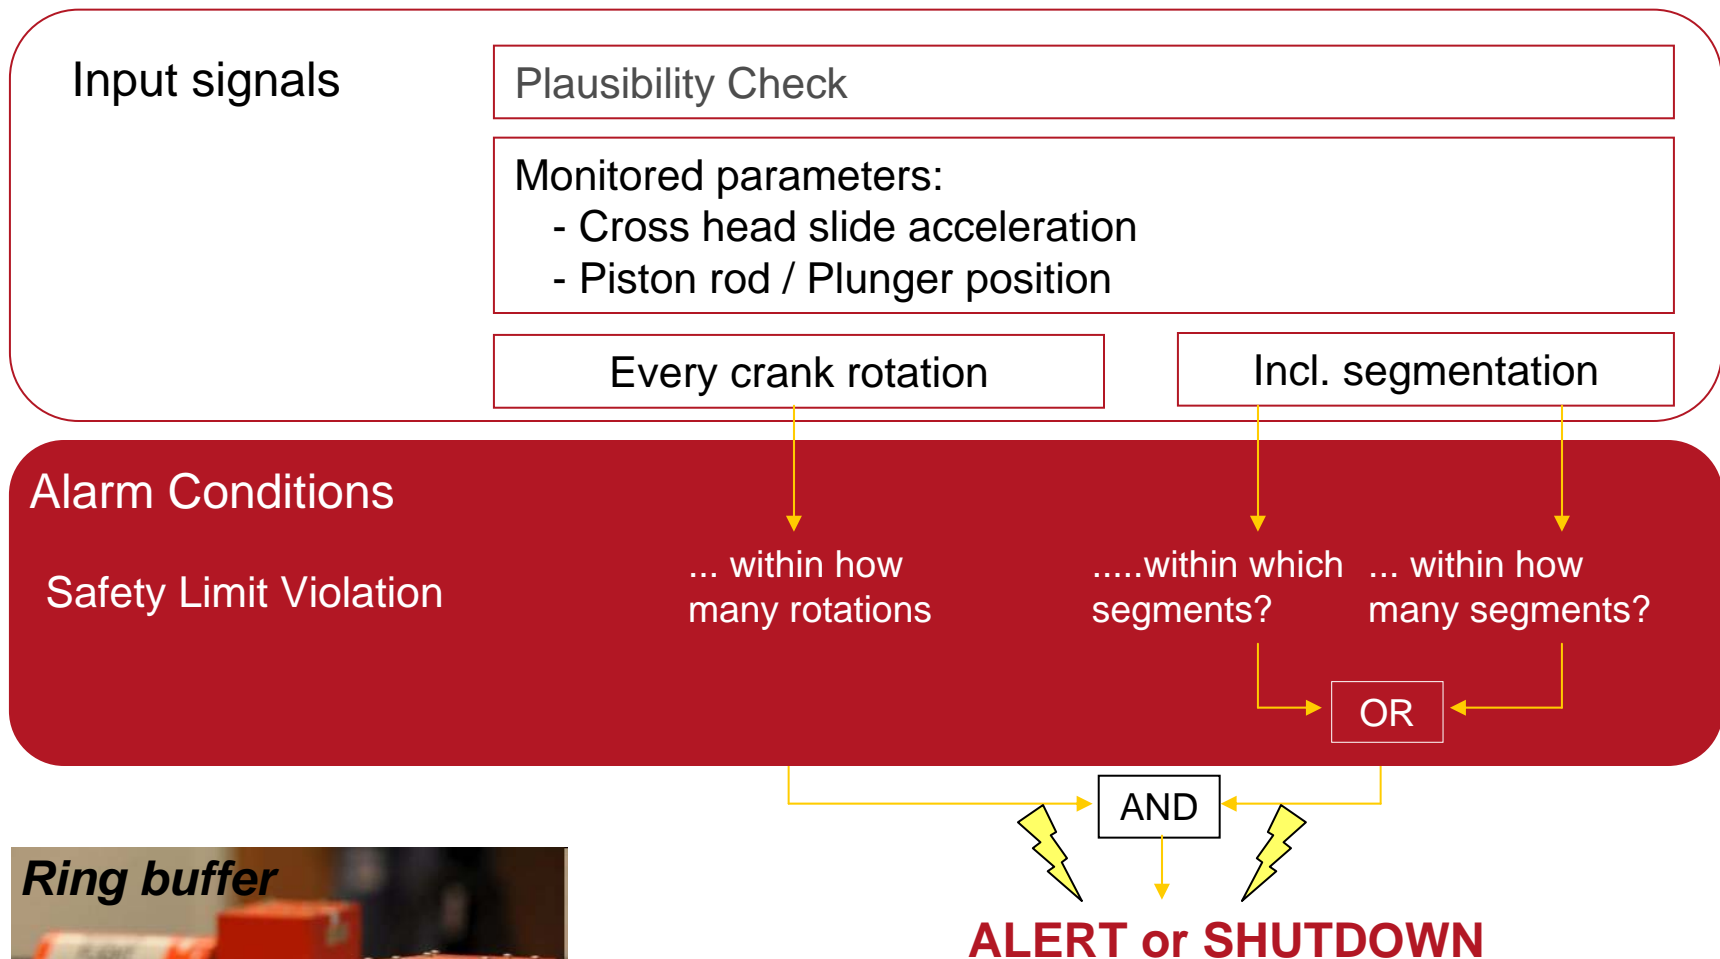 Input signals
Plausibility Check
Monitored parameters:
- Cross head slide acceleration
- Piston rod / Plunger position
Every crank rotation
Incl. segmentation
Alarm Conditions
Safety Limit Violation
... within how
many rotations
.....within which
segments?
... within how
many segments?
OR
AND
Ring buffer
ALERT or SHUTDOWN